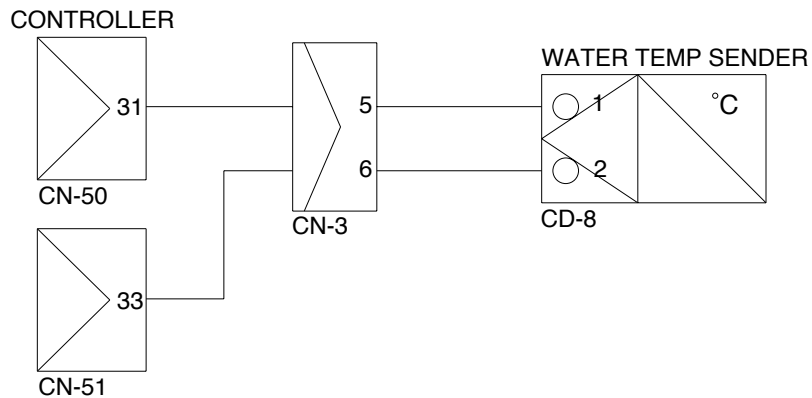 CONTROLLER
31
CN-50
33
CN-51
5
6
CN-3
WATER TEMP SENDER
1
°C
2
CD-8